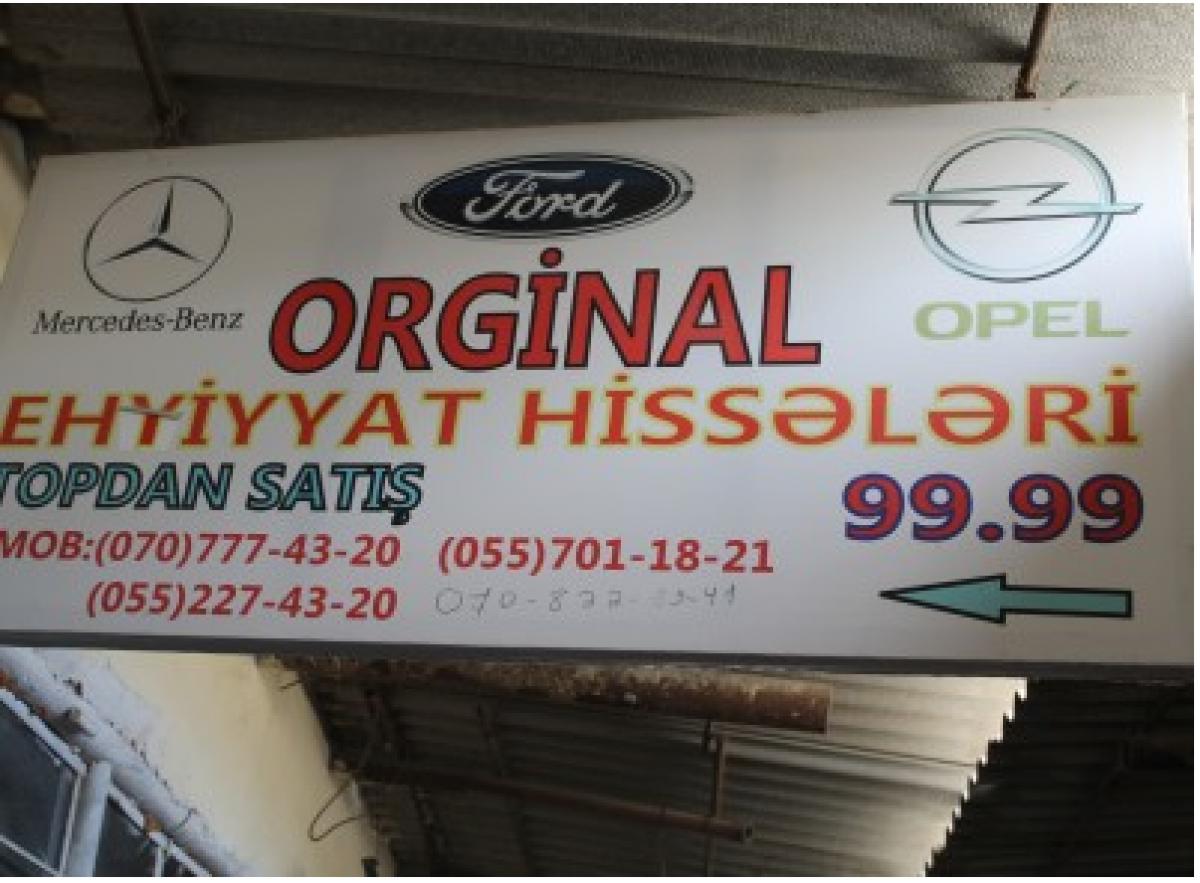 Ford
Mercedes-Benz
OPEL
ORGİNAL
EHYİYYAT HİSSƏLƏRİ
TOPDAN SATIŞ
99.99
MOB:(070)777-43-20 (055)701-18-21
(055)227-43-20